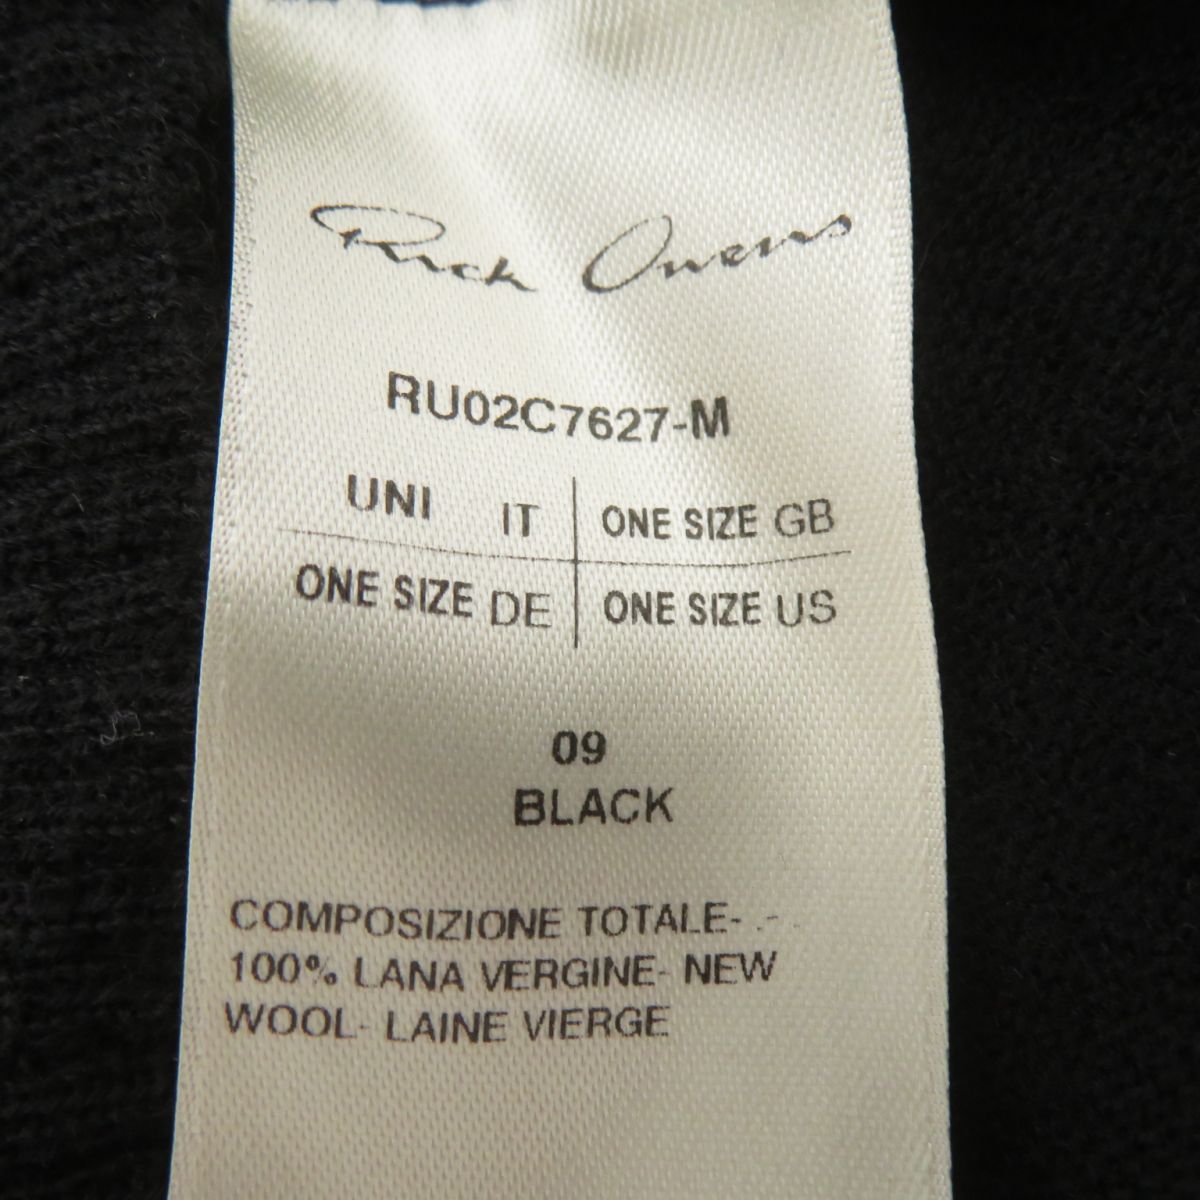 Rick Owens
RU02C7627-M
UNI IT ONE SIZE GB
ONE SIZE DE ONE SIZE US
09
BLACK
COMPOSIZIONE TOTALE- .-
100% LANA VERGINE- NEW
WOOL- LAINE VIERGE